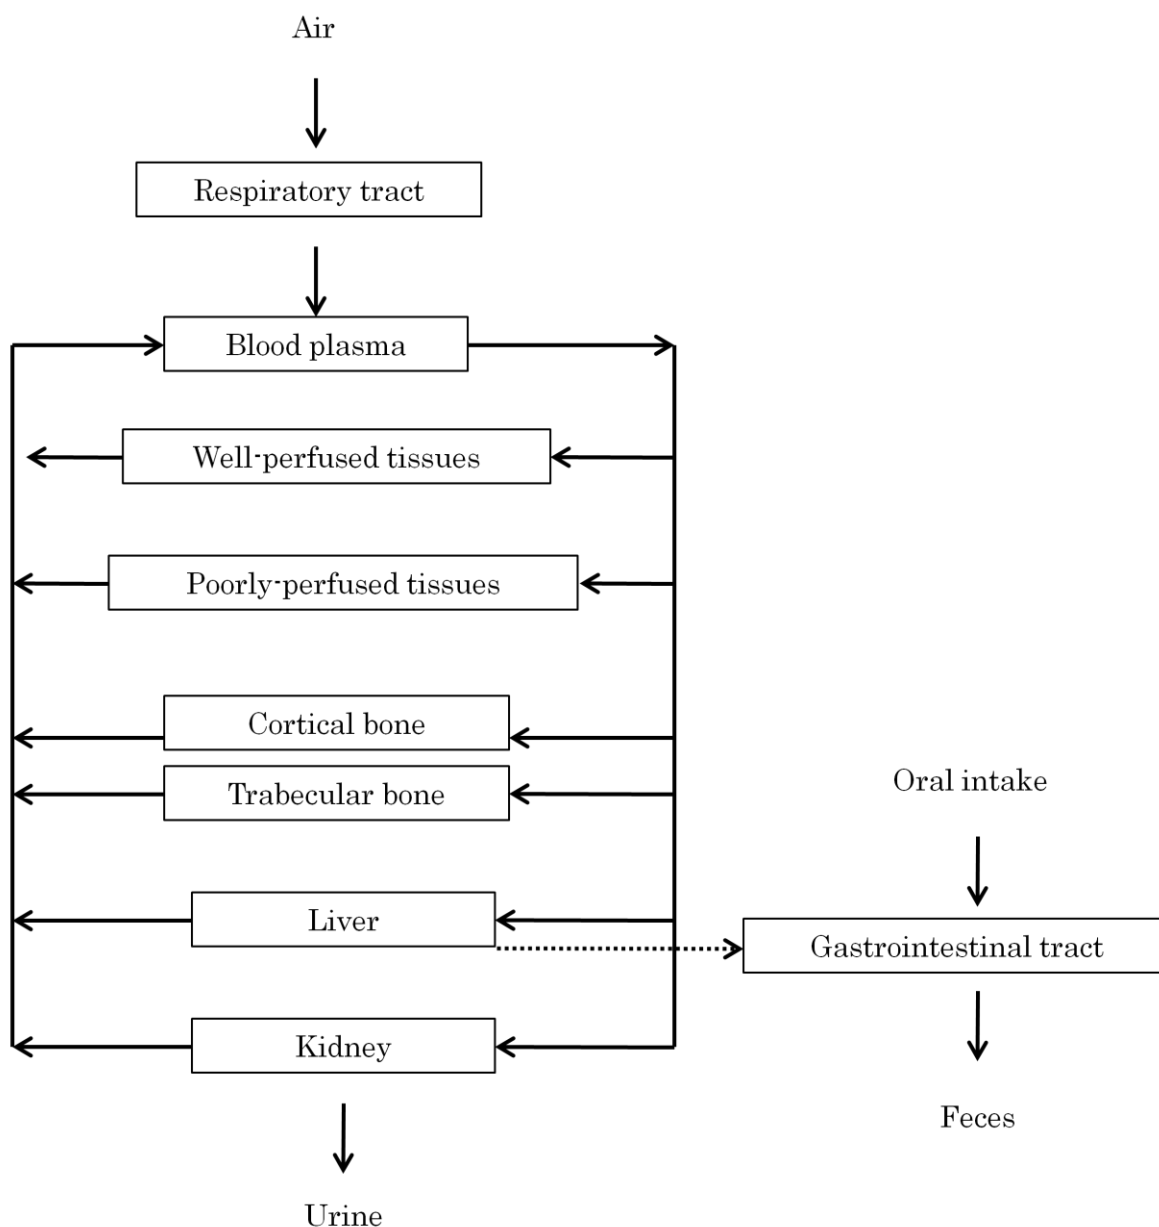 Air
Respiratory tract
Blood plasma
Well-perfused tissues
Poorly-perfused tissues
Cortical bone
Trabecular bone
Oral intake
Liver
Gastrointestinal tract
Kidney
Feces
Urine